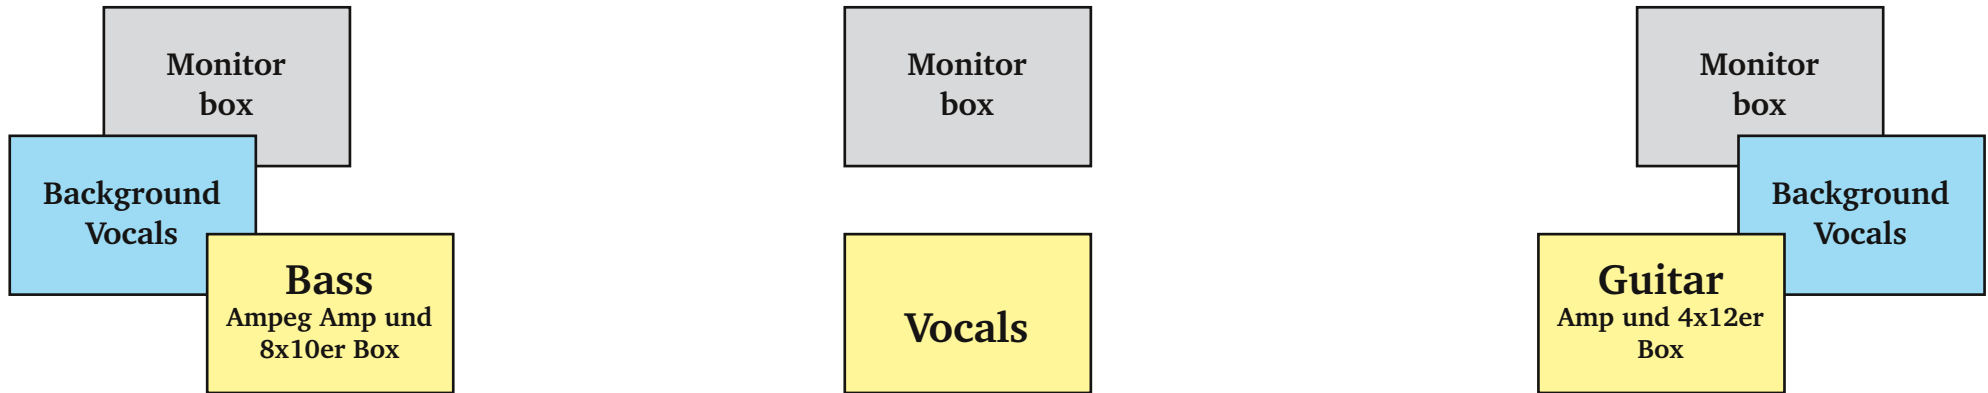 Monitor
box
Background
Vocals
Bass
Ampeg Amp und
8x10er Box
Monitor
box
Vocals
Monitor
box
Background
Vocals
Guitar
Amp und 4x12er
Box